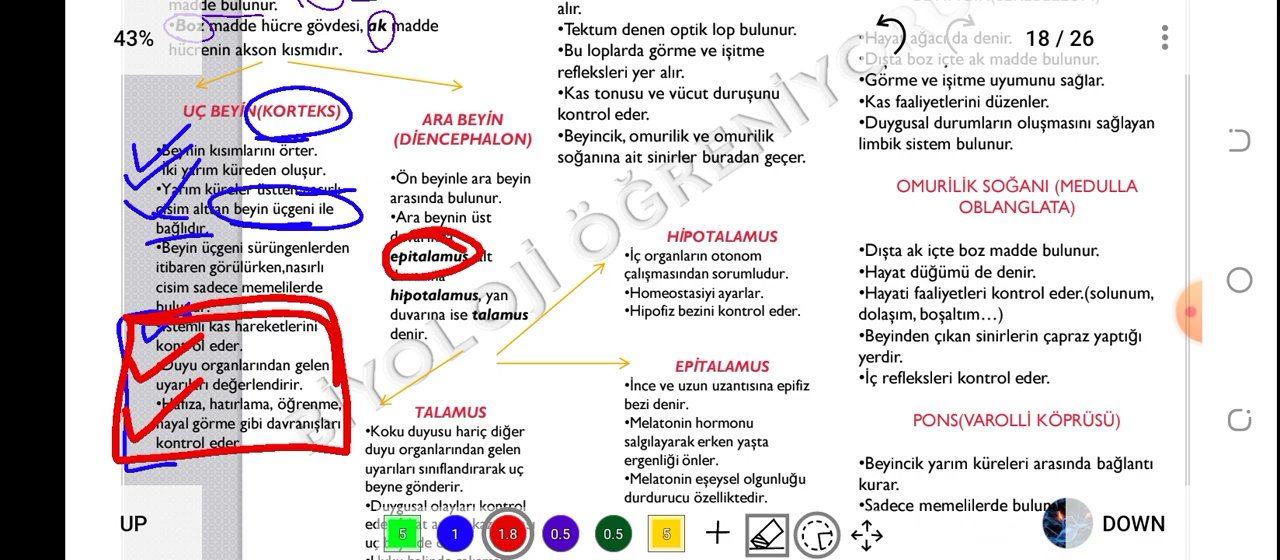 madde bulunur.
•Boz madde hücre gövdesi, ak madde
hücrenin akson kısmıdır.
43%
UÇ BEYİN(KORTEKS)
•Beynin kısımlarını örter.
•İki yarım küreden oluşur.
•Yarım küreler üstten nasırlı
cisim alttan beyin üçgeni ile
bağlıdır.
•Beyin üçgeni sürüngenlerden
itibaren görülürken,nasırlı
cisim sadece memelilerde
bulunur.
•İstemli kas hareketlerini
kontrol eder.
•Duyu organlarından gelen
uyarıları değerlendirir.
•Hafıza, hatırlama, öğrenme,
hayal görme gibi davranışları
kontrol eder.
UP
ARA BEYİN
(DİENCEPHALON)
•Ön beyinle ara beyin
arasında bulunur.
•Ara beynin üst
epitalamus, alt
hipotalamus, yan
duvarına ise talamus
denir.
TALAMUS
•Koku duyusu hariç diğer
duyu organlarından gelen
uyarıları sınıflandırarak uç
beyne gönderir.
•Duygusal olayları kontrol
alır.
•Tektum denen optik lop bulunur.
•Bu loplarda görme ve işitme
refleksleri yer alır.
•Kas tonusu ve vücut duruşunu
kontrol eder.
•Beyincik, omurilik ve omurilik
soğanına ait sinirler buradan geçer.
HİPOTALAMUS
•İç organların otonom
çalışmasından sorumludur.
•Homeostasiyi ayarlar.
•Hipofiz bezini kontrol eder.
EPİTALAMUS
•İnce ve uzun uzantısına epifiz
bezi denir.
•Melatonin hormonu
salgılayarak erken yaşta
ergenliği önler.
•Melatonin eşeysel olgunluğu
durdurucu özelliktedir.
18 / 26
•Hayat ağacı da denir.
•Dışta boz içte ak madde bulunur.
•Görme ve işitme uyumunu sağlar.
•Kas faaliyetlerini düzenler.
•Duygusal durumların oluşmasını sağlayan
limbik sistem bulunur.
OMURİLİK SOĞANI (MEDULLA
OBLANGLATA)
•Dışta ak içte boz madde bulunur.
•Hayat düğümü de denir.
•Hayati faaliyetleri kontrol eder.(solunum,
dolaşım, boşaltım…)
•Beyinden çıkan sinirlerin çapraz yaptığı
yerdir.
•İç refleksleri kontrol eder.
PONS(VAROLLİ KÖPRÜSÜ)
•Beyincik yarım küreleri arasında bağlantı
kurar.
•Sadece memelilerde
DOWN
BİYOLOJİ ÖĞRENİYORUM
5
1
1.8
0.5
0.5
5